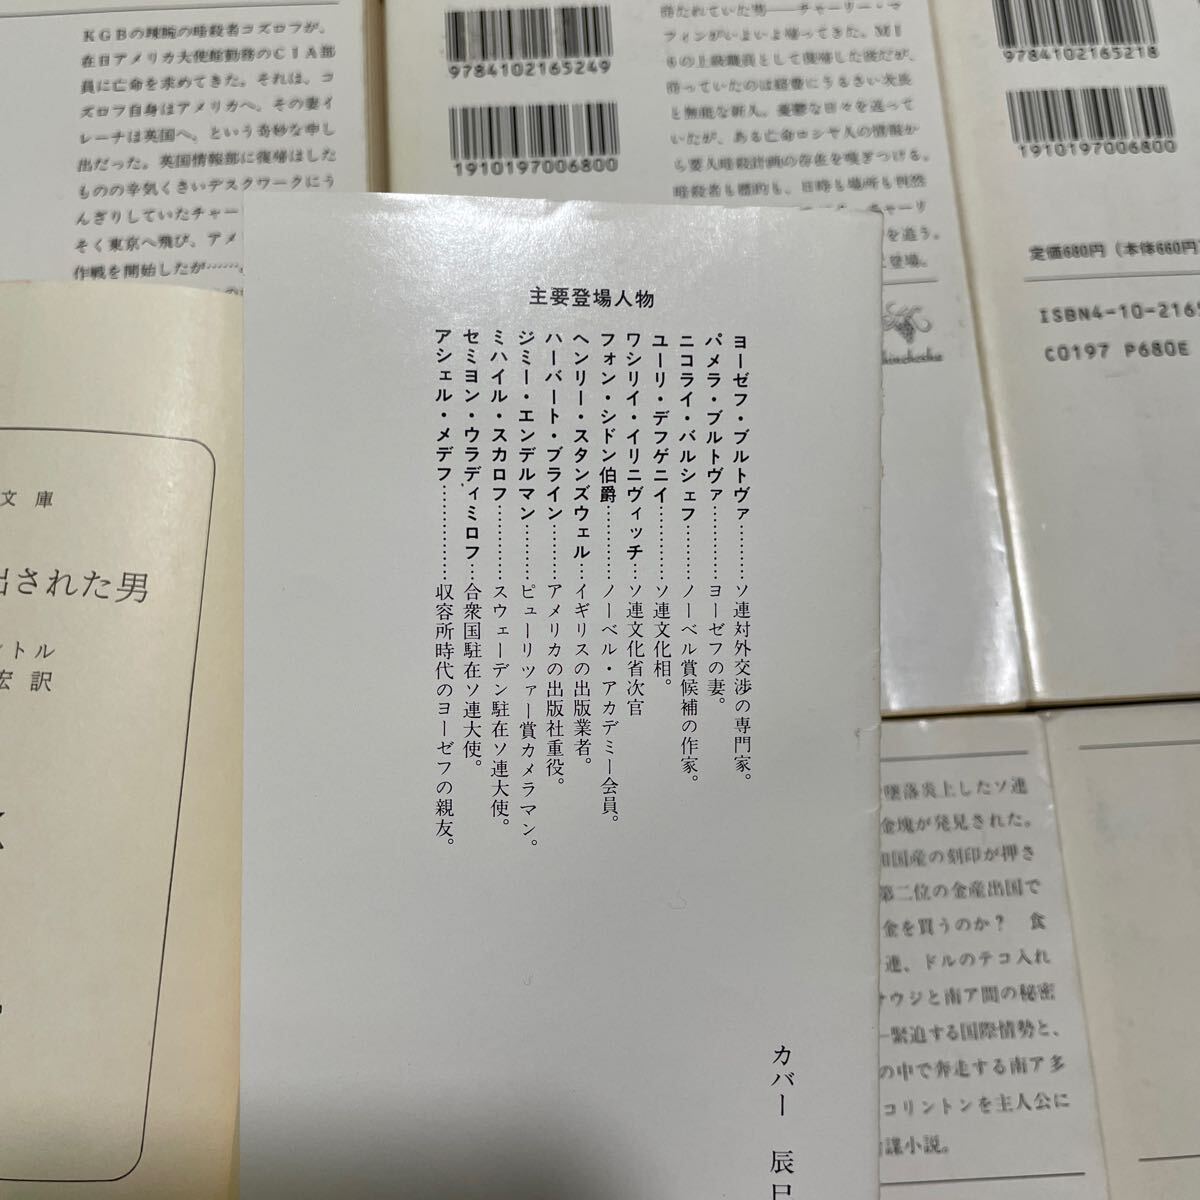 KGBの辣腕の暗殺者コズロフが、
在日アメリカ大使館勤務のCIA部
員に亡命を求めてきた。それは、コ
ズロフ自身はアメリカへ、その妻イ
レーナは英国へ、という奇妙な申し
出だった。英国情報部に復帰はした
ものの辛気くさいデスクワークにう
んざりしていたチャー
そく東京へ飛び、アメ
作戦を開始したが……。
9784102165249
1910197006800
フィンがいよいよ帰ってきた。MI
6の上級職員として復帰した後だが、
待っていたのは経費にうるさい次長
と無能な新人。憂鬱な日々を送って
いたが、ある亡命ロシヤ人の情報か
ら要人暗殺計画の存在を嗅ぎつける。
暗殺者も標的も、日時も場所も判然
チャーリ
を追う。
登場。
9784102165218
1910197006800
定価680円（本体660円
ISBN4-10-2165
C0197 P680E
文庫
出された男
ントル
宏 訳
主要登場人物
ヨーゼフ・ブルトヴァ………ソ連対外交渉の専門家。
パメラ・ブルトヴァ………ヨーゼフの妻。
ニコライ・バルシェフ………ノーベル賞候補の作家。
ユーリ・デフゲニイ………ソ連文化相。
ワシリイ・イリニヴィッチ…ソ連文化省次官
フォン・シドン伯爵………ノーベル・アカデミー会員。
ヘンリー・スタンズウェル…イギリスの出版業者。
ハーバート・ブライン………アメリカの出版社重役。
ジミー・エンデルマン………ピューリツァー賞カメラマン。
ミハイル・スカロフ………スウェーデン駐在ソ連大使。
セミヨン・ウラディミロフ…合衆国駐在ソ連大使。
アシェル・メデフ…………収容所時代のヨーゼフの親友。
カバー 辰巳
墜落炎上したソ連
金塊が発見された。
和国産の刻印が押さ
第二位の金産出国で
金を買うのか？ 食
連、ドルのテコ入れ
サウジと南ア間の秘密
―緊迫する国際情勢と、
の中で奔走する南ア多
コリントンを主人公に
謀小説。